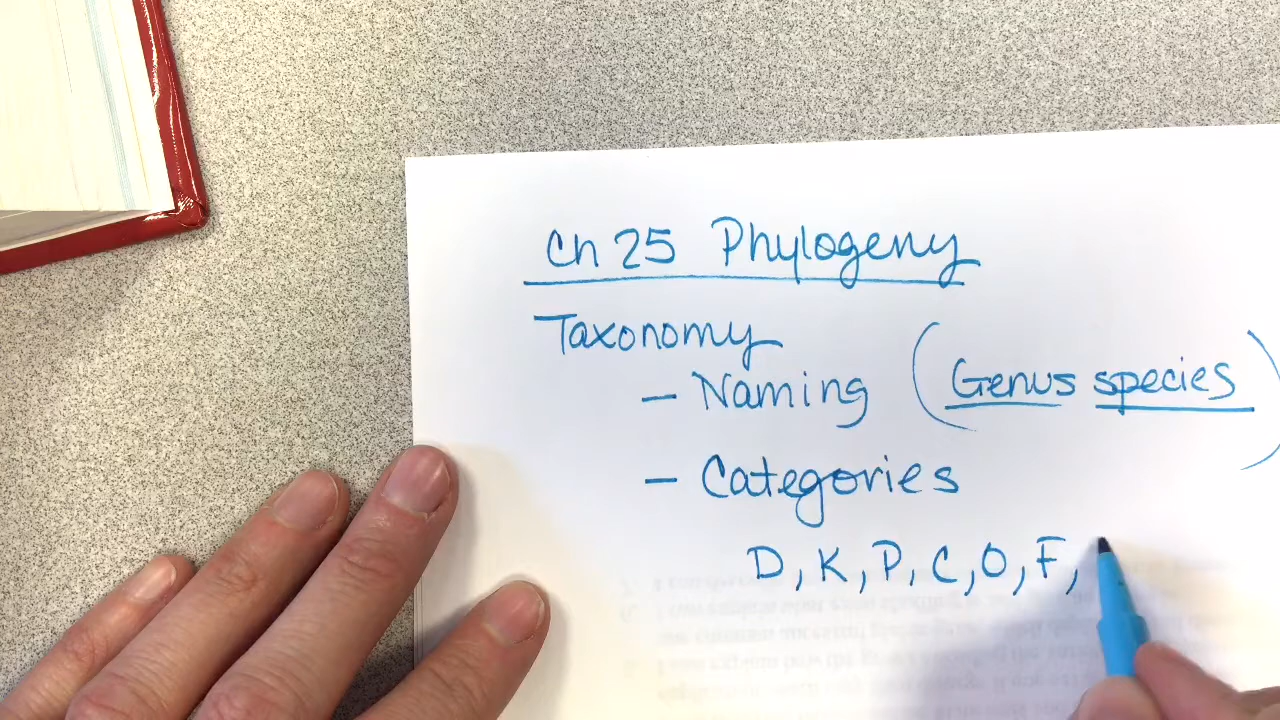 Ch 25 Phylogeny
Taxonomy
- Naming (Genus species)
- Categories
D, K, P, C, O, F,